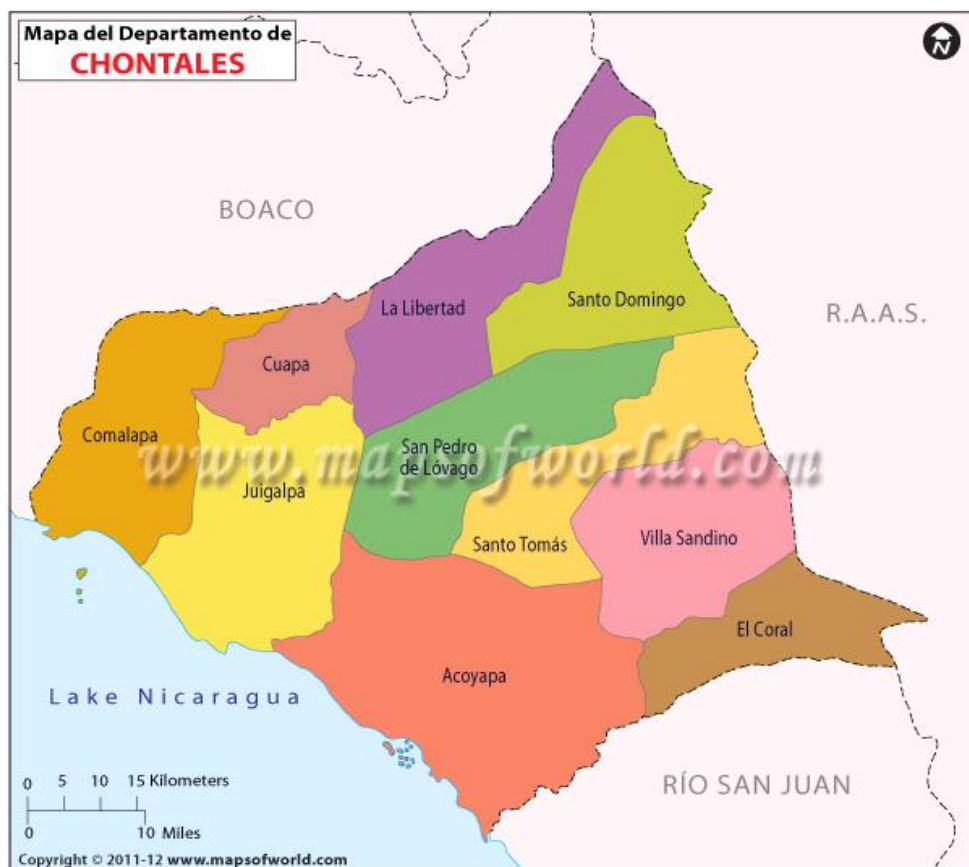 Mapa del Departamento de
CHONTALES
N
BOACO
La Libertad
Santo Domingo
R.A.A.S.
Cuapa
Comalapa
San Pedro
de Lóvago
www.mapsofworld.com
Juigalpa
Santo Tomás
Villa Sandino
El Coral
Acoyapa
Lake Nicaragua
RÍO SAN JUAN
0 5 10 15 Kilometers
0 10 Miles
Copyright © 2011-12 www.mapsofworld.com